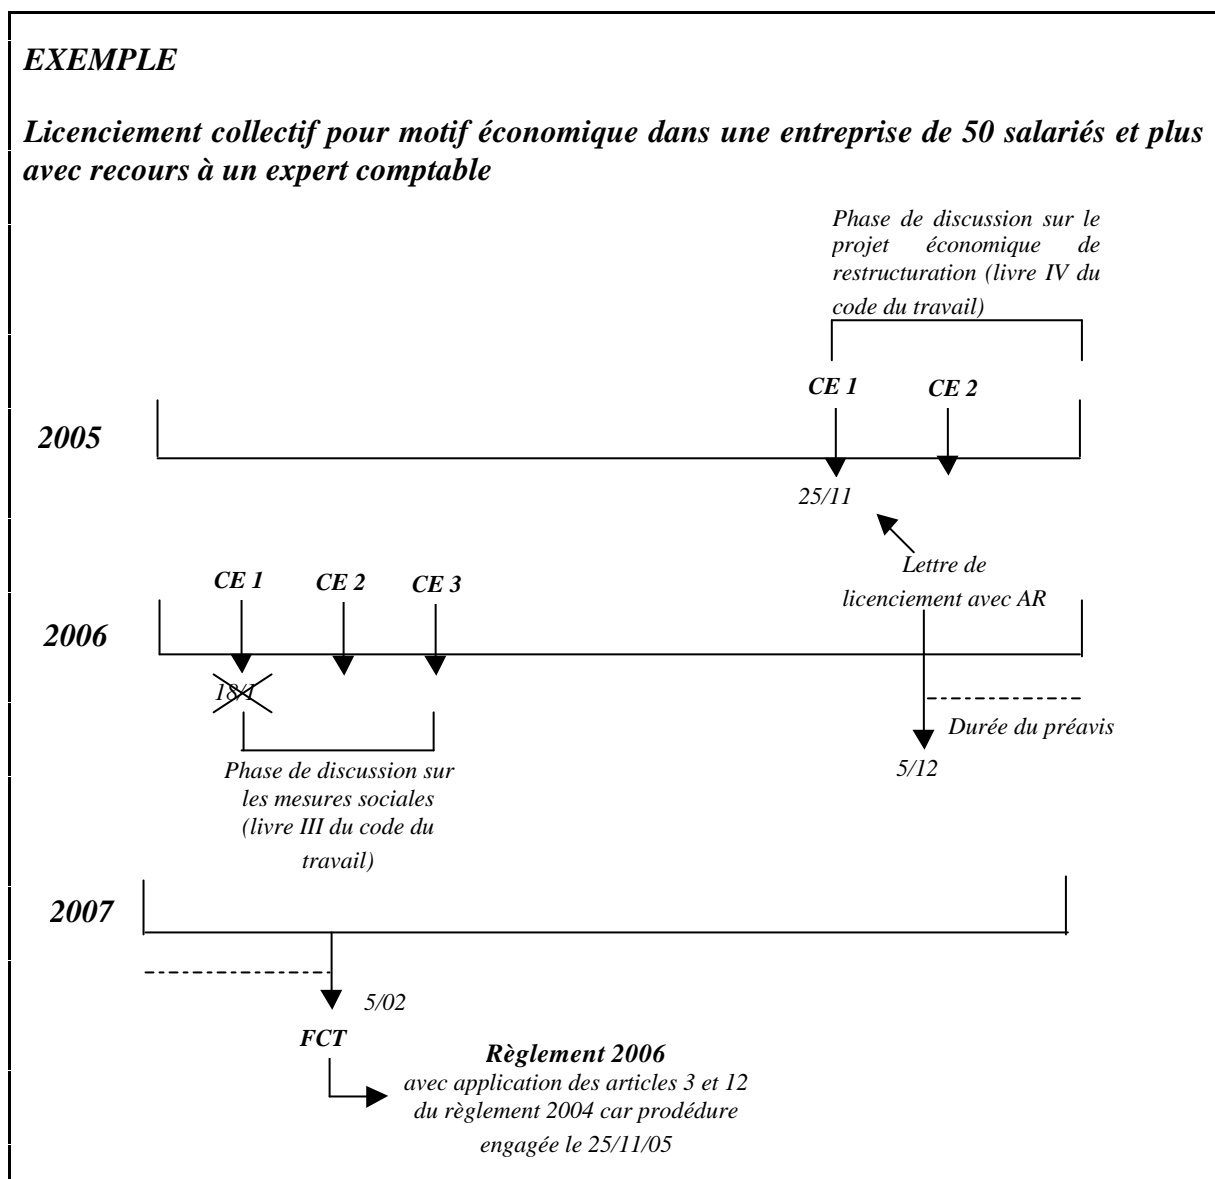 EXEMPLE
Licenciement collectif pour motif économique dans une entreprise de 50 salariés et plus
avec recours à un expert comptable
Phase de discussion sur le
projet économique de
restructuration (livre IV du
code du travail)
CE 1
CE 2
2005
25/11
Lettre de
licenciement avec AR
CE 1
CE 2
CE 3
2006
18/1
Durée du préavis
5/12
Phase de discussion sur
les mesures sociales
(livre III du code du
travail)
2007
5/02
FCT
Règlement 2006
avec application des articles 3 et 12
du règlement 2004 car prodédure
engagée le 25/11/05